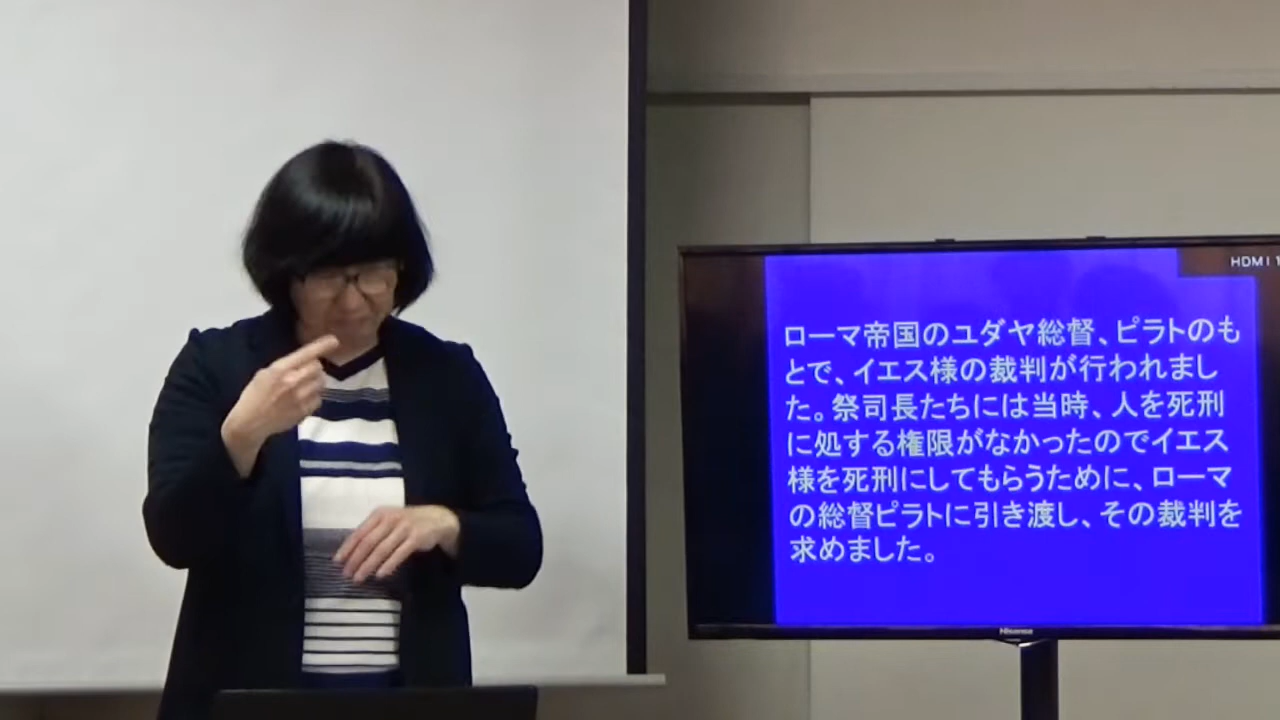 HDMI 1
ローマ帝国のユダヤ総督、ピラトのも
とで、イエス様の裁判が行われまし
た。祭司長たちには当時、人を死刑
に処する権限がなかったのでイエス
様を死刑にしてもらうために、ローマ
の総督ピラトに引き渡し、その裁判を
求めました。
Hisense